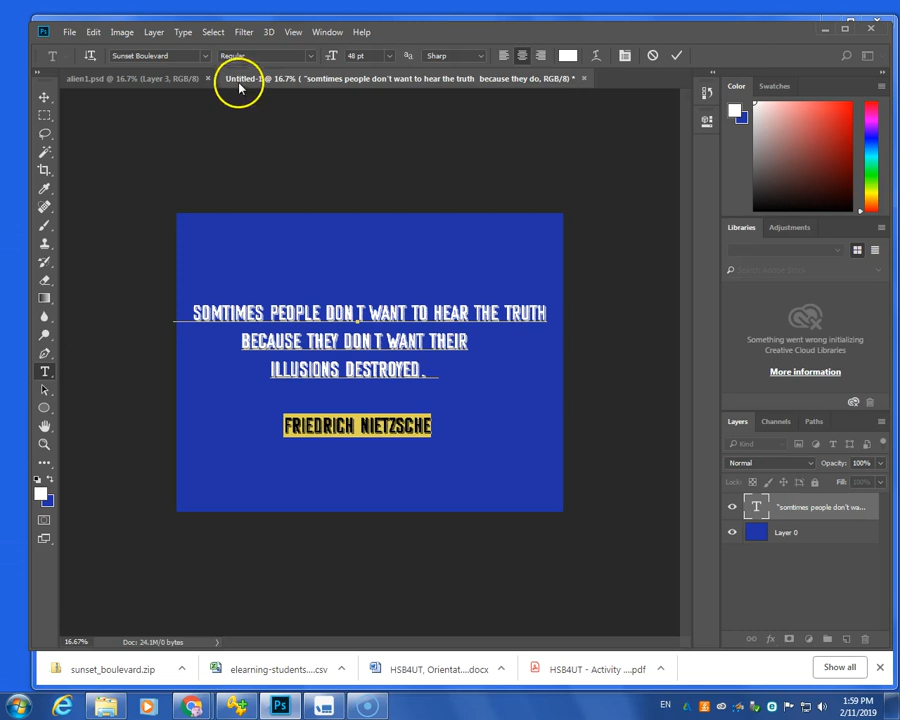 File Edit Image Layer Type Select Filter 3D View Window Help
Sunset Boulevard Regular 48 pt Sharp
alien1.psd @ 16.7% (Layer 3, RGB/8)
Untitled-1 @ 16.7% ( "somtimes people don't want to hear the truth because they do, RGB/8) *
Color Swatches
SOMTIMES PEOPLE DON T WANT TO HEAR THE TRUTH
BECAUSE THEY DON T WANT THEIR
ILLUSIONS DESTROYED.
FRIEDRICH NIETZSCHE
Libraries Adjustments
Search Adobe Stock
Something went wrong initializing
Creative Cloud Libraries
More information
Layers Channels Paths
Kind
Normal Opacity: 100%
Lock: Fill: 100%
"somtimes people don't wa...
Layer 0
16.67% Doc: 24.1M/0 bytes
sunset_boulevard.zip elearning-students....csv HSB4UT, Orientat....docx HSB4UT - Activity ....pdf Show all
EN 1:59 PM
2/11/2019